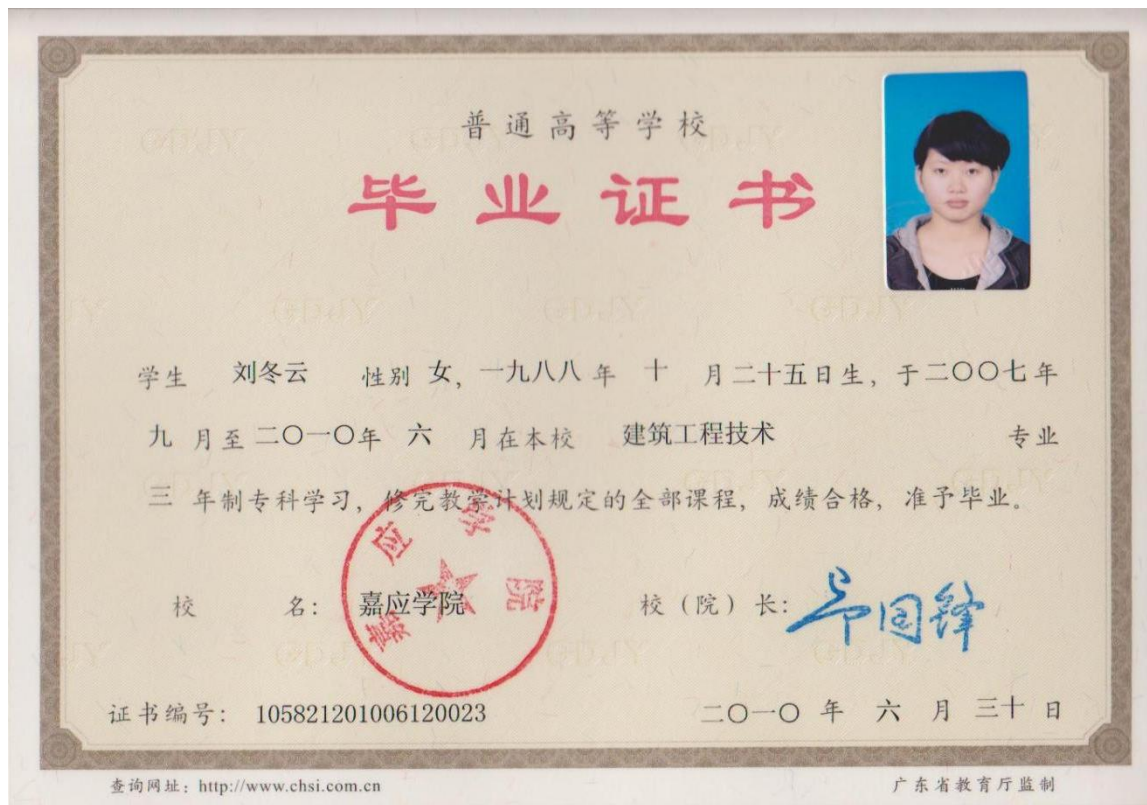 普通高等学校
毕业证书
学生 刘冬云 性别 女，一九八八年 十 月二十五日生，于二〇〇七年
九 月至二〇一〇年 六 月在本校 建筑工程技术 专业
三 年制专科学习，修完教学计划规定的全部课程，成绩合格，准予毕业。
嘉应学院
校 名： 嘉应学院 校（院）长：
证书编号： 105821201006120023 二〇一〇 年 六 月 三十 日
查询网址：http://www.chsi.com.cn 广东省教育厅监制